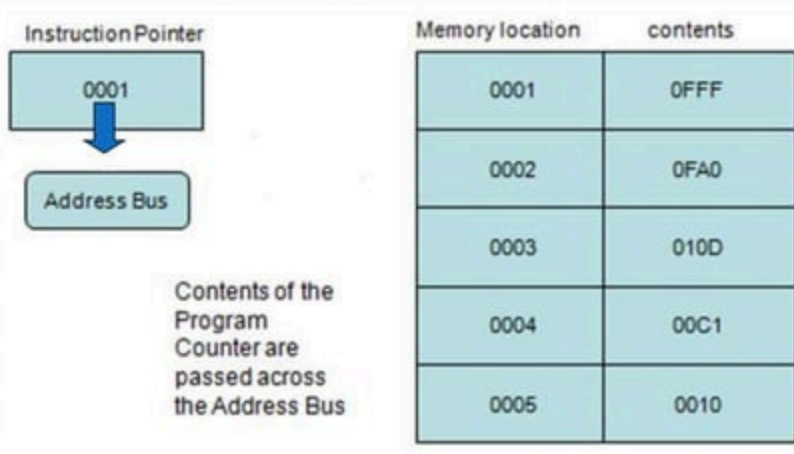 Instruction Pointer
0001
Address Bus
Contents of the
Program
Counter are
passed across
the Address Bus
Memory location contents
0001 0FFF
0002 0FA0
0003 010D
0004 00C1
0005 0010